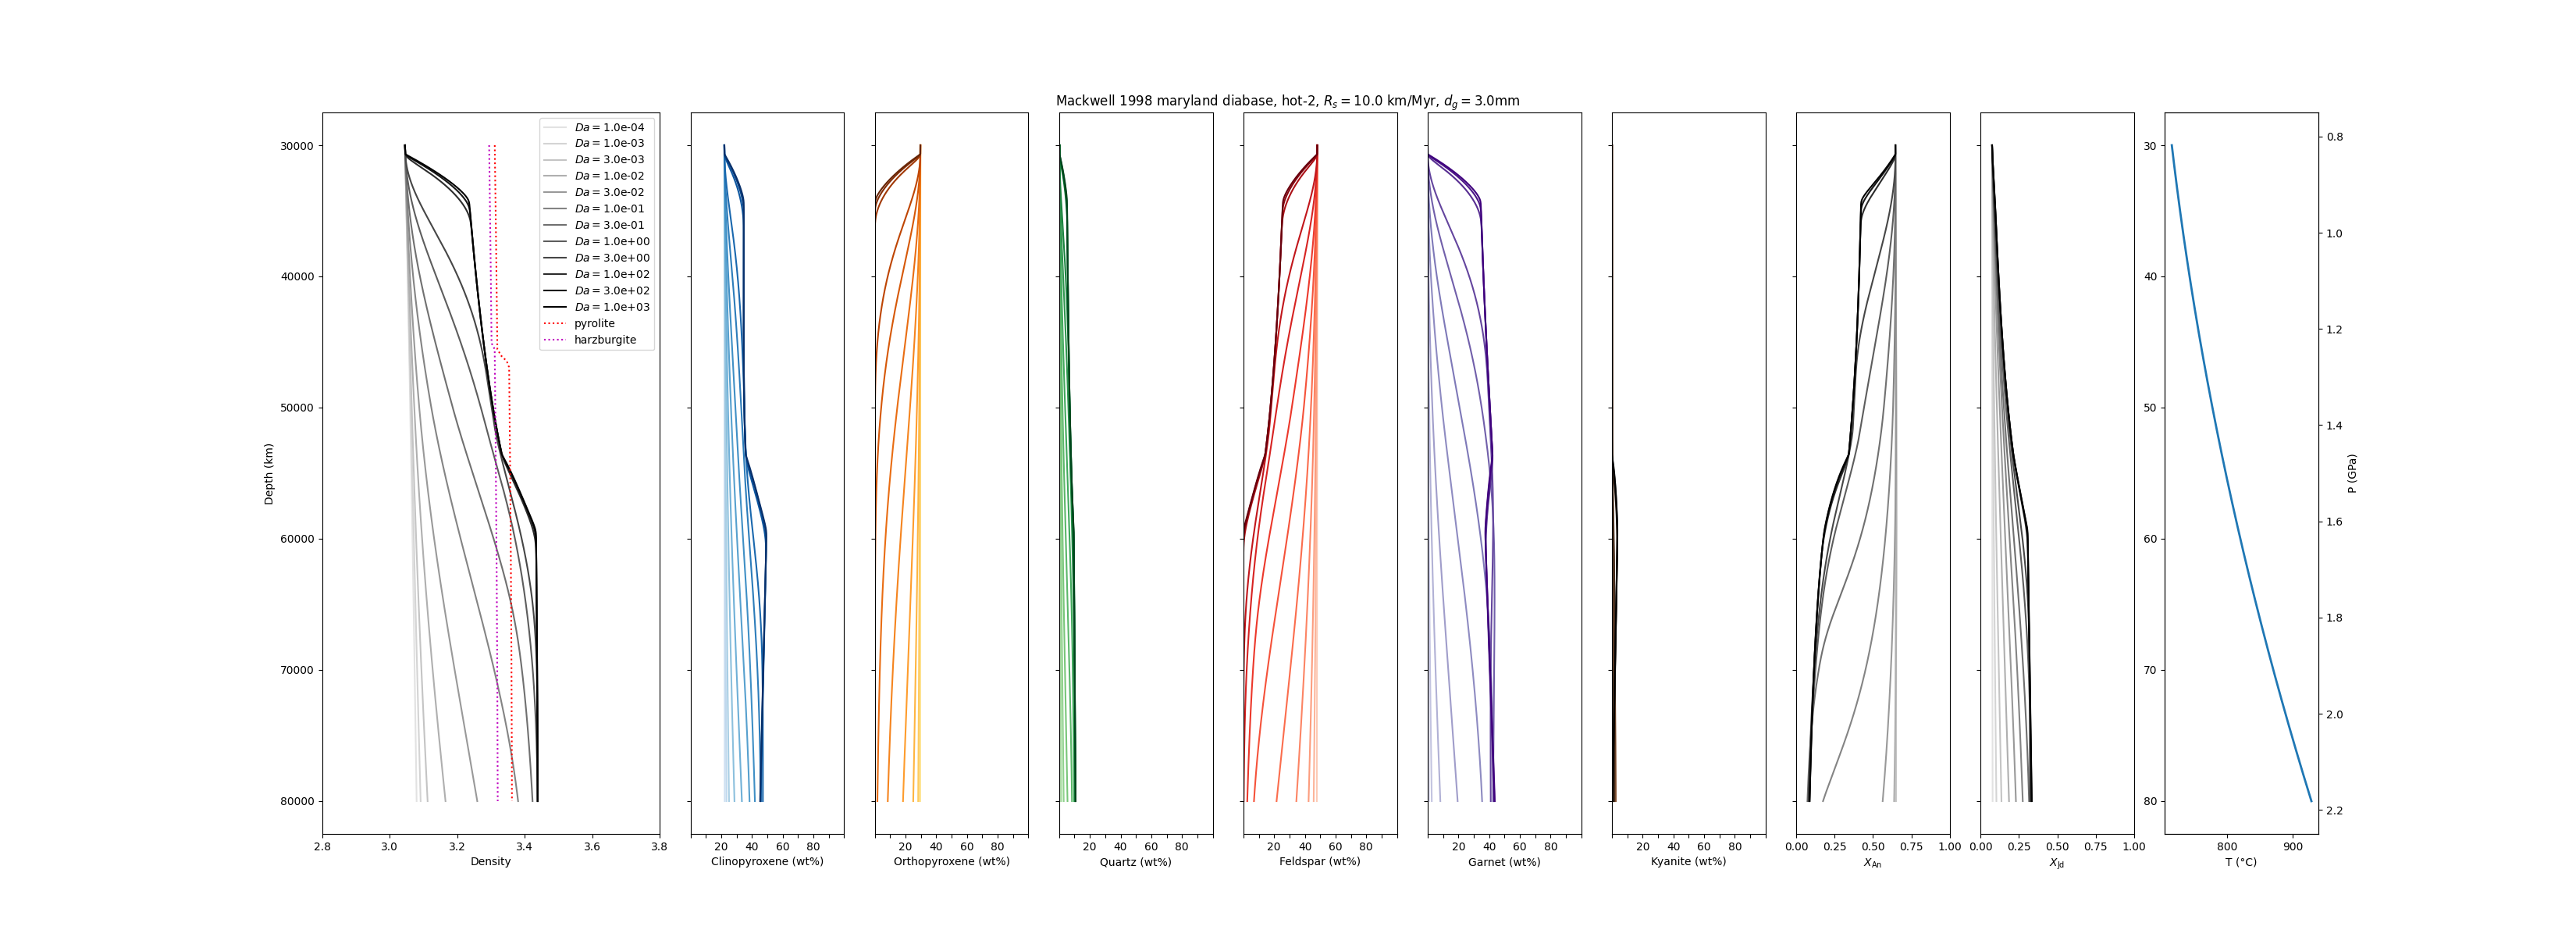 Mackwell 1998 maryland diabase, hot-2, R_s = 10.0 km/Myr, d_g = 3.0mm
Da = 1.0e-04
Da = 1.0e-03
Da = 3.0e-03
Da = 1.0e-02
Da = 3.0e-02
Da = 1.0e-01
Da = 3.0e-01
Da = 1.0e+00
Da = 3.0e+00
Da = 1.0e+02
Da = 3.0e+02
Da = 1.0e+03
pyrolite
harzburgite
Depth (km)
30000
40000
50000
60000
70000
80000
2.8 3.0 3.2 3.4 3.6 3.8
Density
20 40 60 80
Clinopyroxene (wt%)
20 40 60 80
Orthopyroxene (wt%)
20 40 60 80
Quartz (wt%)
20 40 60 80
Feldspar (wt%)
20 40 60 80
Garnet (wt%)
20 40 60 80
Kyanite (wt%)
0.00 0.25 0.50 0.75 1.00
X_An
0.00 0.25 0.50 0.75 1.00
X_Jd
30
40
50
60
70
80
800 900
T (°C)
0.8
1.0
1.2
1.4
1.6
1.8
2.0
2.2
P (GPa)